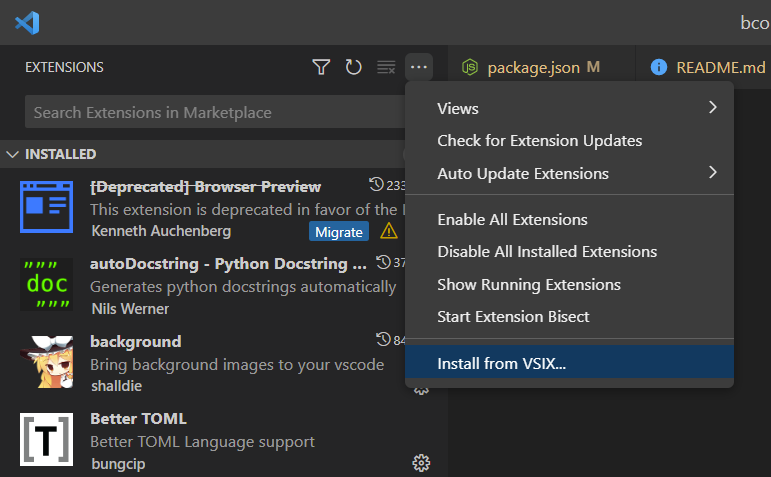 bco
EXTENSIONS
package.json M
README.md
Search Extensions in Marketplace
INSTALLED
[Deprecated] Browser Preview 233
This extension is deprecated in favor of the
Kenneth Auchenberg Migrate
autoDocstring - Python Docstring ... 37
Generates python docstrings automatically
Nils Werner
background 84
Bring background images to your vscode
shalldie
Better TOML
Better TOML Language support
bungcip
Views
Check for Extension Updates
Auto Update Extensions
Enable All Extensions
Disable All Installed Extensions
Show Running Extensions
Start Extension Bisect
Install from VSIX...
"""
doc
"""
[T]
JS